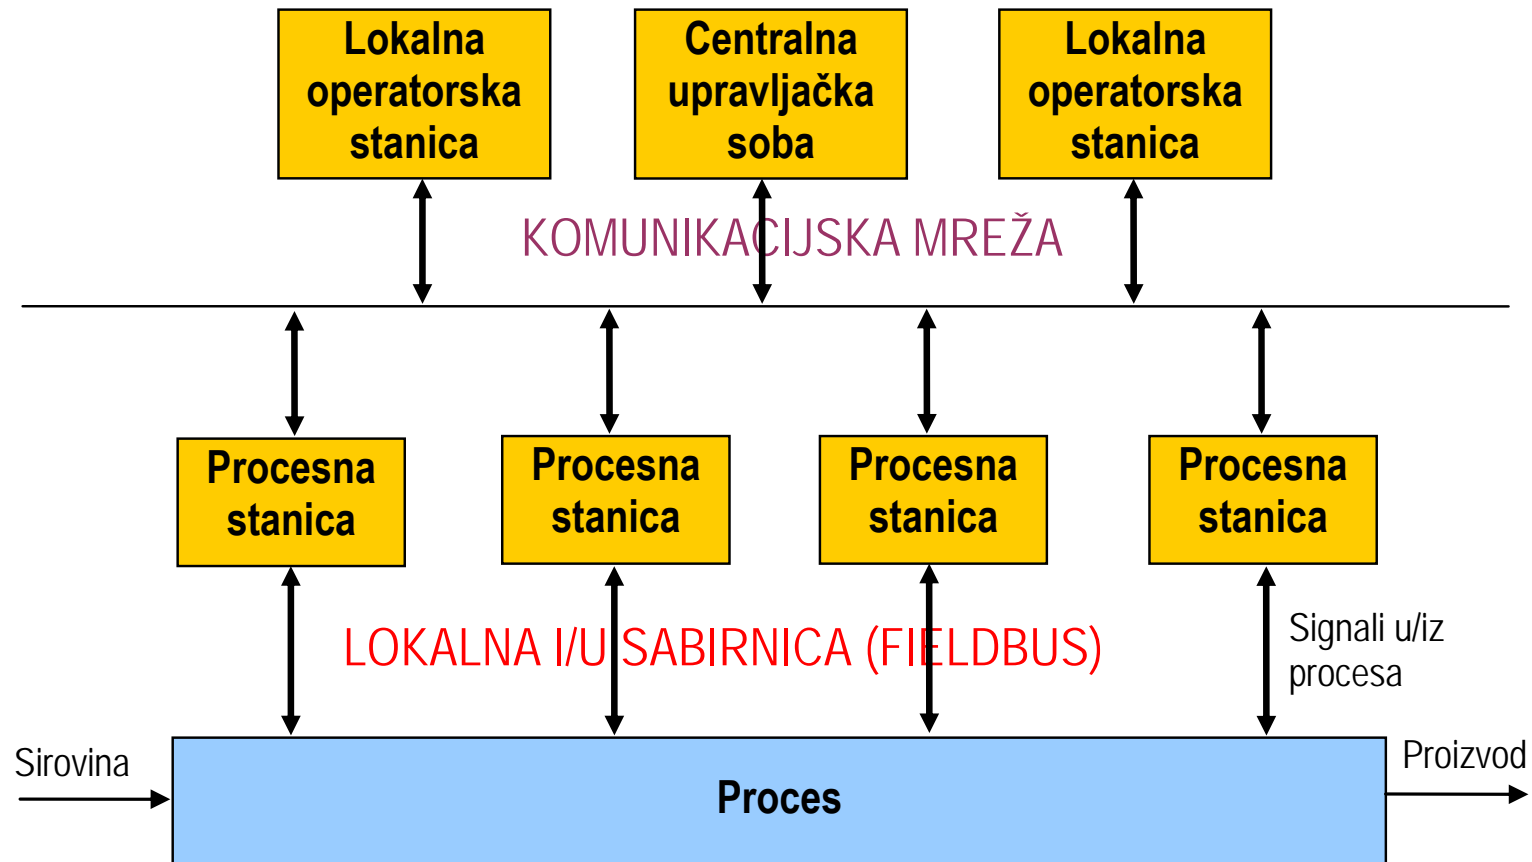 Lokalna
operatorska
stanica
Centralna
upravljačka
soba
Lokalna
operatorska
stanica
KOMUNIKACIJSKA MREŽA
Procesna
stanica
Procesna
stanica
Procesna
stanica
Procesna
stanica
LOKALNA I/U SABIRNICA (FIELDBUS)
Signali u/iz
procesa
Sirovina
Proces
Proizvod